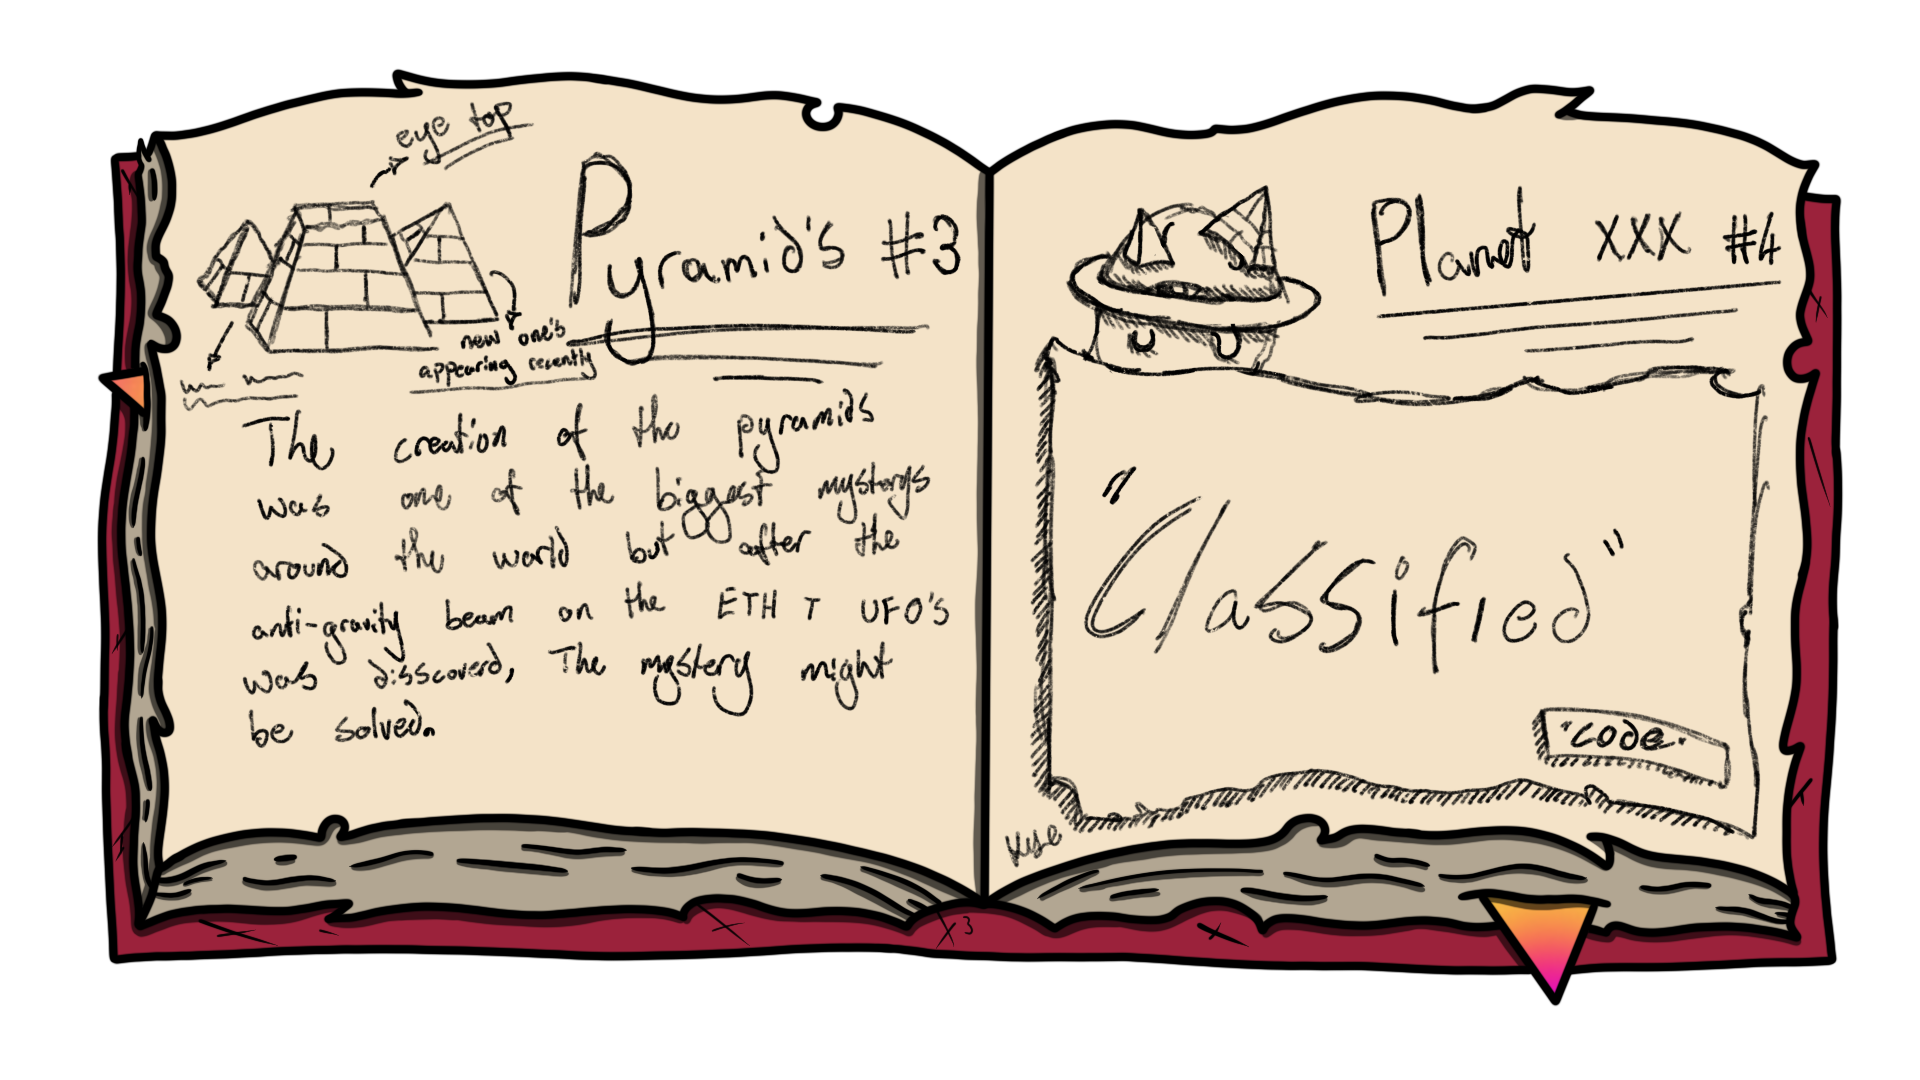 eye top
Pyramid's #3
new one's
appearing recently
The creation of the pyramids
was one of the biggest mysterys
around the world but after the
anti-gravity beam on the ETH T UFO'S
was disscoverd, The mystery might
be solved.
Planet XXX #4
"Classified"
"code"
3